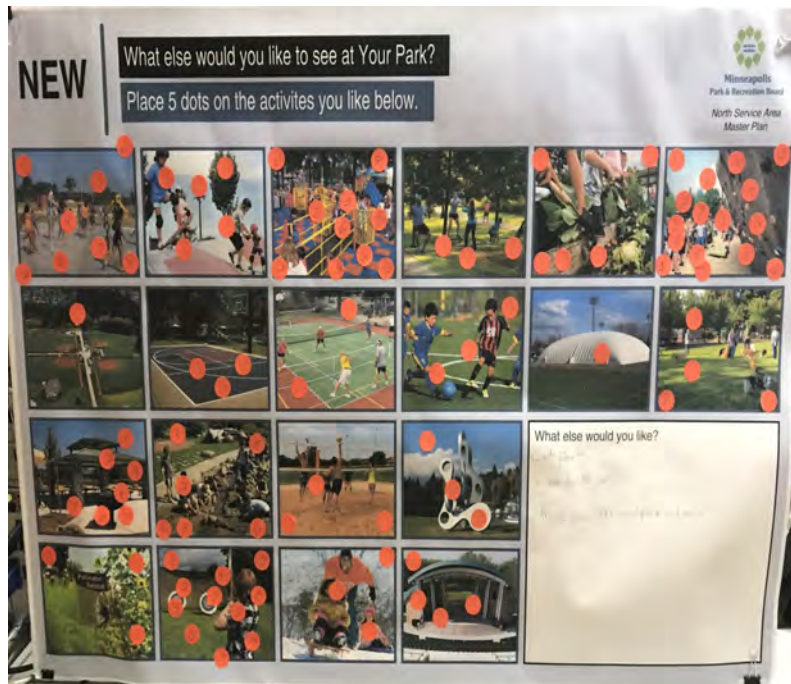 NEW
What else would you like to see at Your Park?
Place 5 dots on the activites you like below.
Minneapolis
Park & Recreation Board
North Service Area
Master Plan
What else would you like?